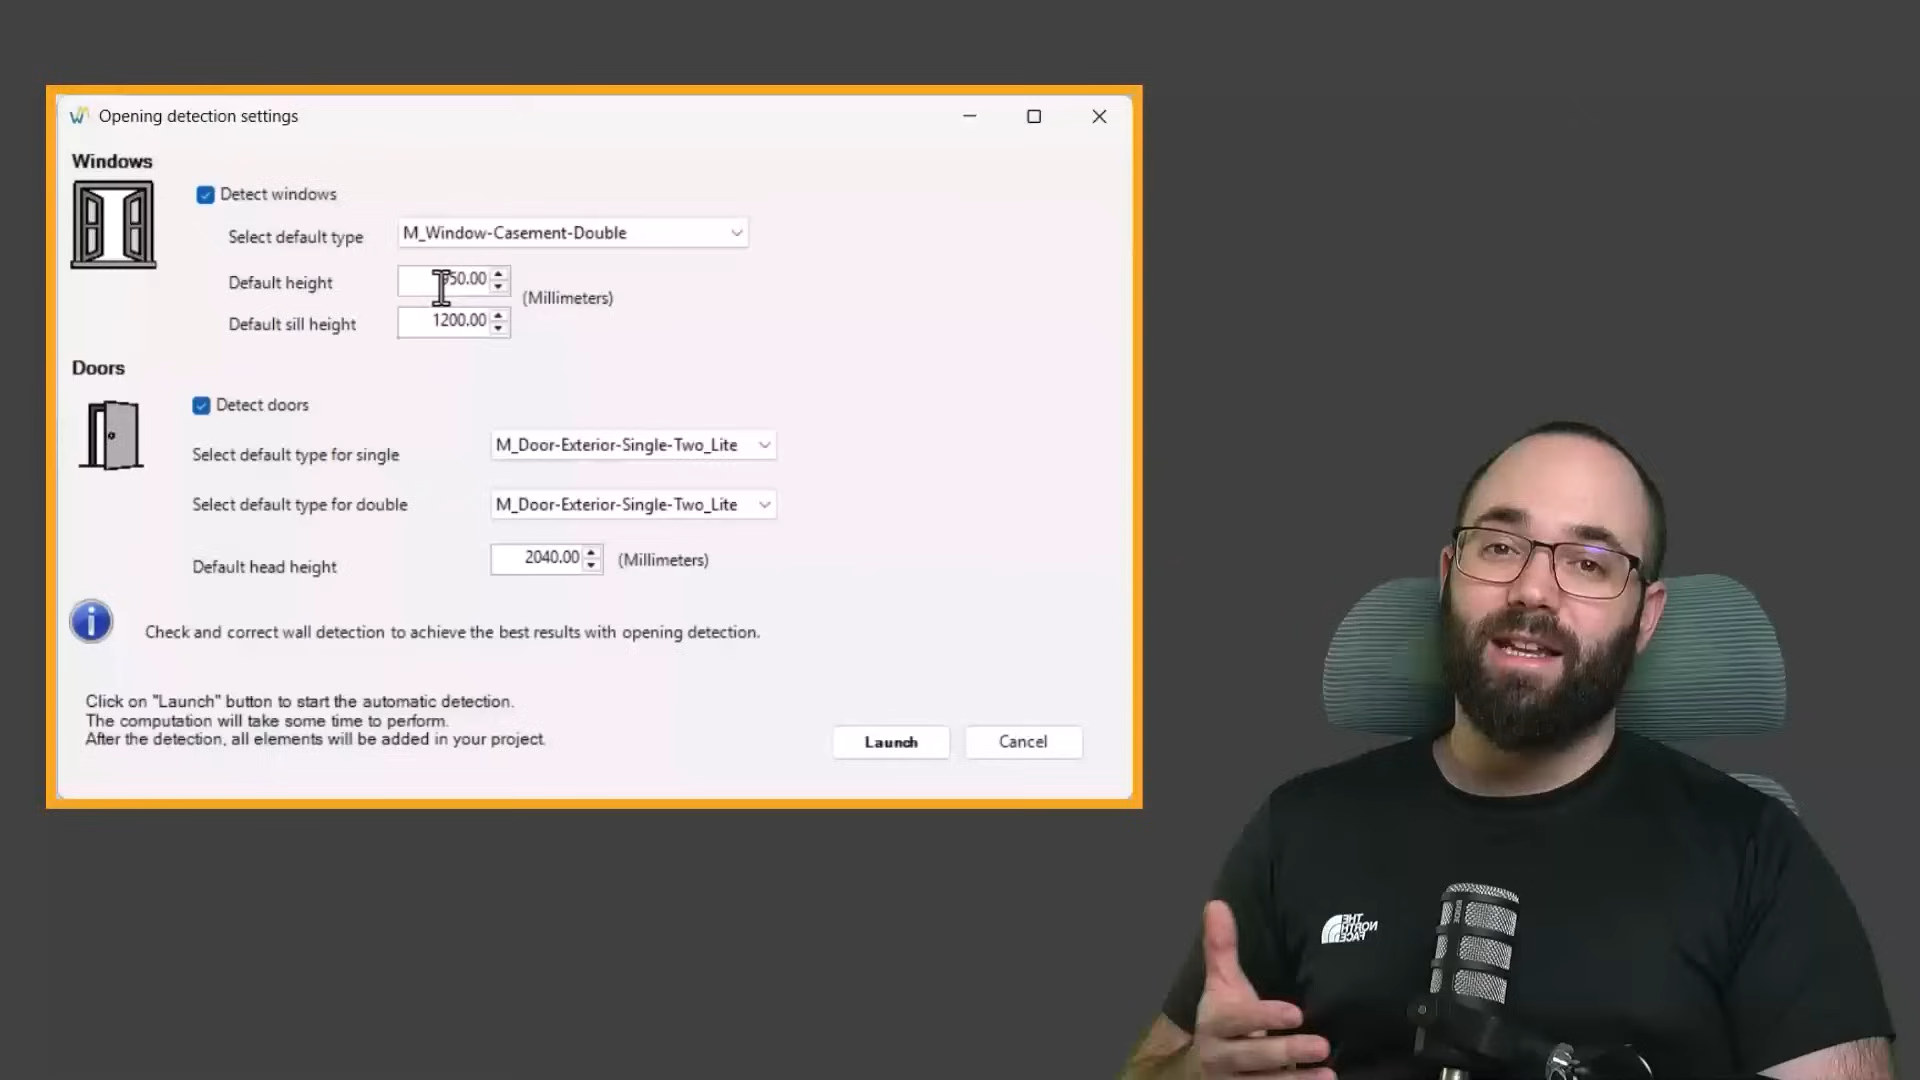 Opening detection settings
Windows
Detect windows
Select default type
M_Window-Casement-Double
Default height
(Millimeters)
Default sill height
1200.00
Doors
Detect doors
Select default type for single
M_Door-Exterior-Single-Two_Lite
Select default type for double
M_Door-Exterior-Single-Two_Lite
Default head height
2040.00
(Millimeters)
Check and correct wall detection to achieve the best results with opening detection.
Click on "Launch" button to start the automatic detection.
The computation will take some time to perform.
After the detection, all elements will be added in your project.
Launch
Cancel
THE
NORTH
FACE
RODE